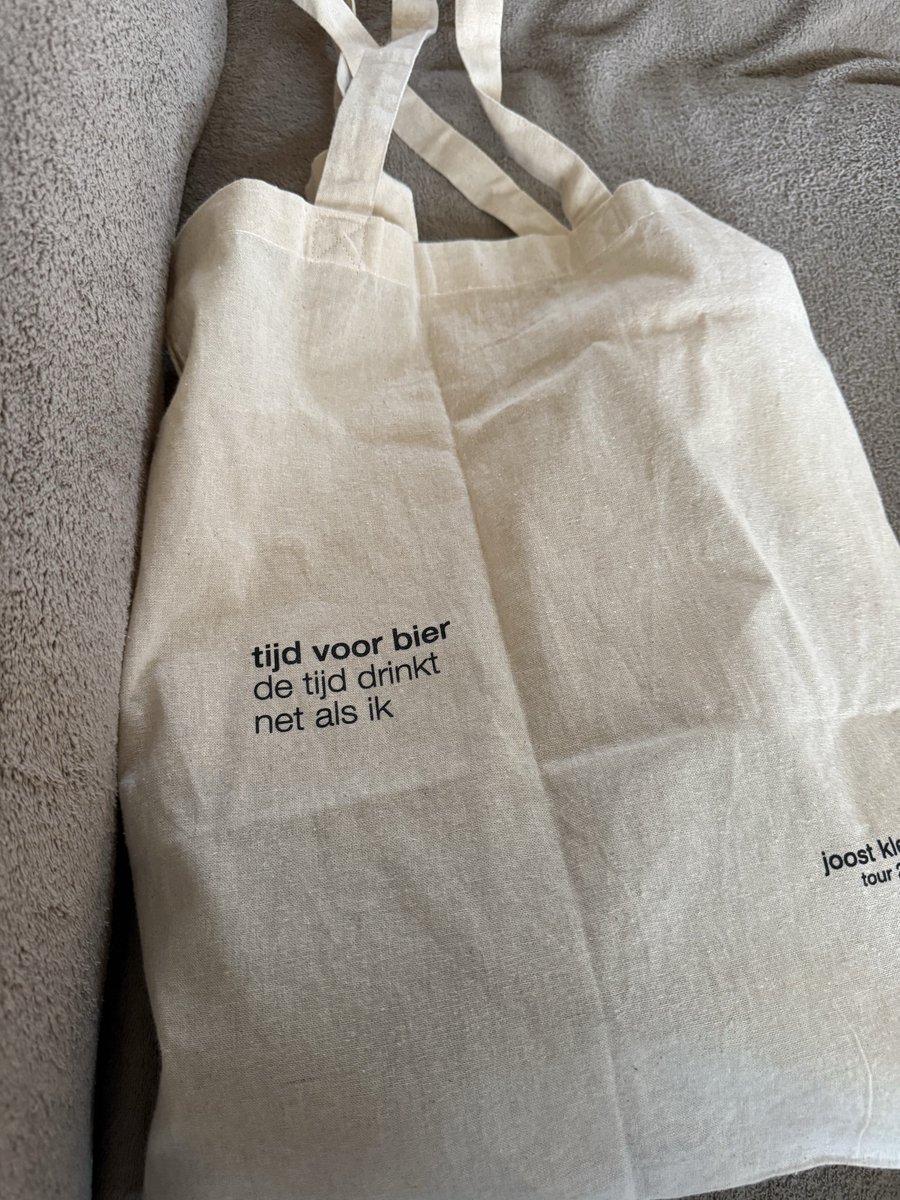 tijd voor bier
de tijd drinkt
net als ik
joost
tour